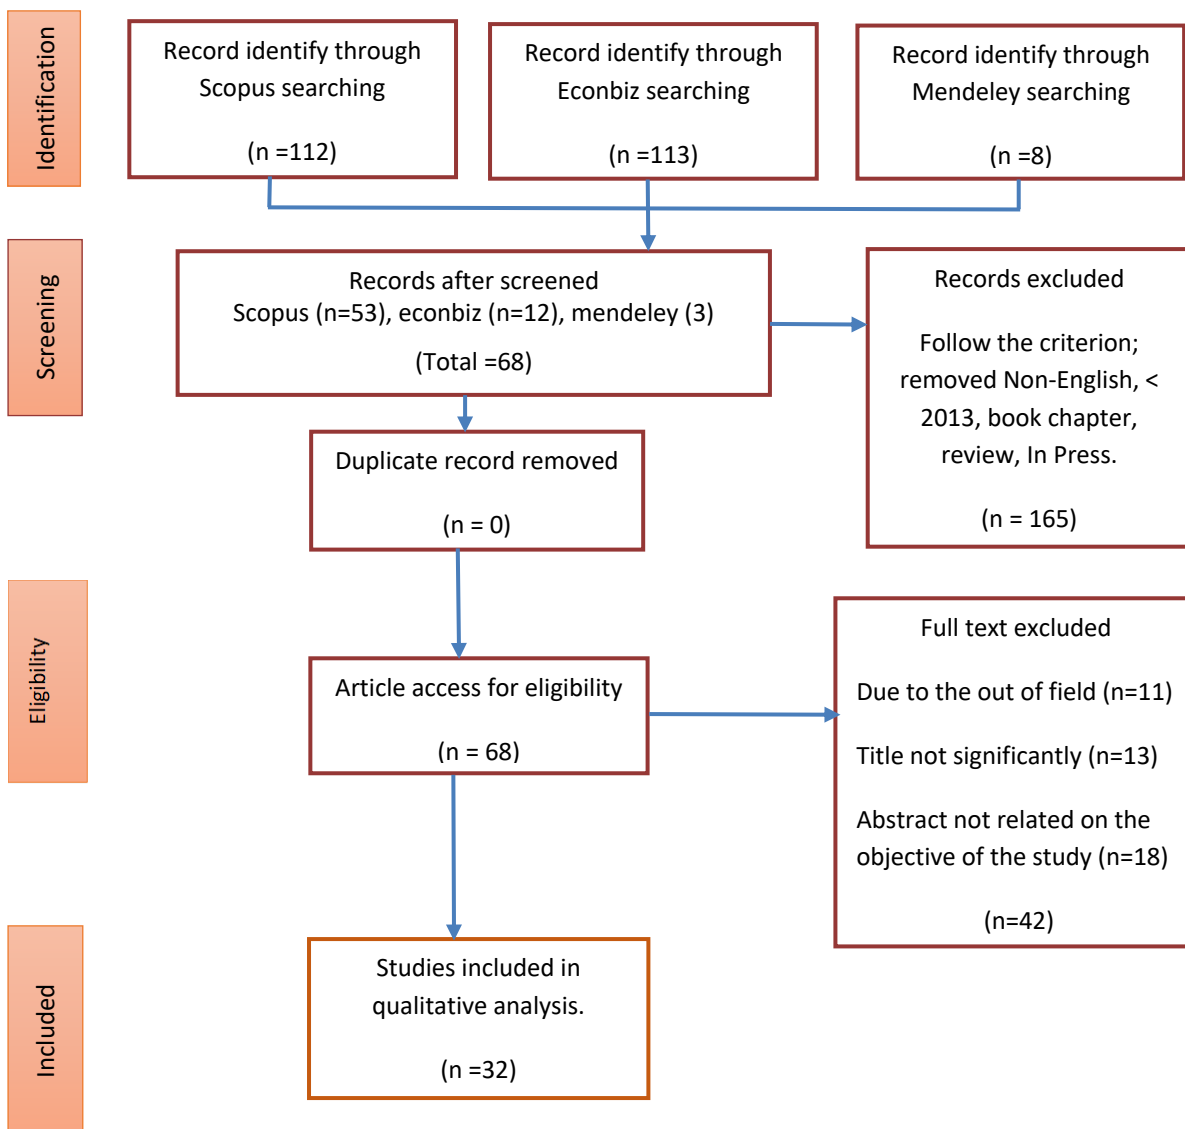 Identification
Record identify through
Scopus searching
(n =112)
Record identify through
Econbiz searching
(n =113)
Record identify through
Mendeley searching
(n =8)
Screening
Records after screened
Scopus (n=53), econbiz (n=12), mendeley (3)
(Total =68)
Records excluded
Follow the criterion;
removed Non-English, <
2013, book chapter,
review, In Press.
(n = 165)
Duplicate record removed
(n = 0)
Eligibility
Article access for eligibility
(n = 68)
Full text excluded
Due to the out of field (n=11)
Title not significantly (n=13)
Abstract not related on the
objective of the study (n=18)
(n=42)
Included
Studies included in
qualitative analysis.
(n =32)